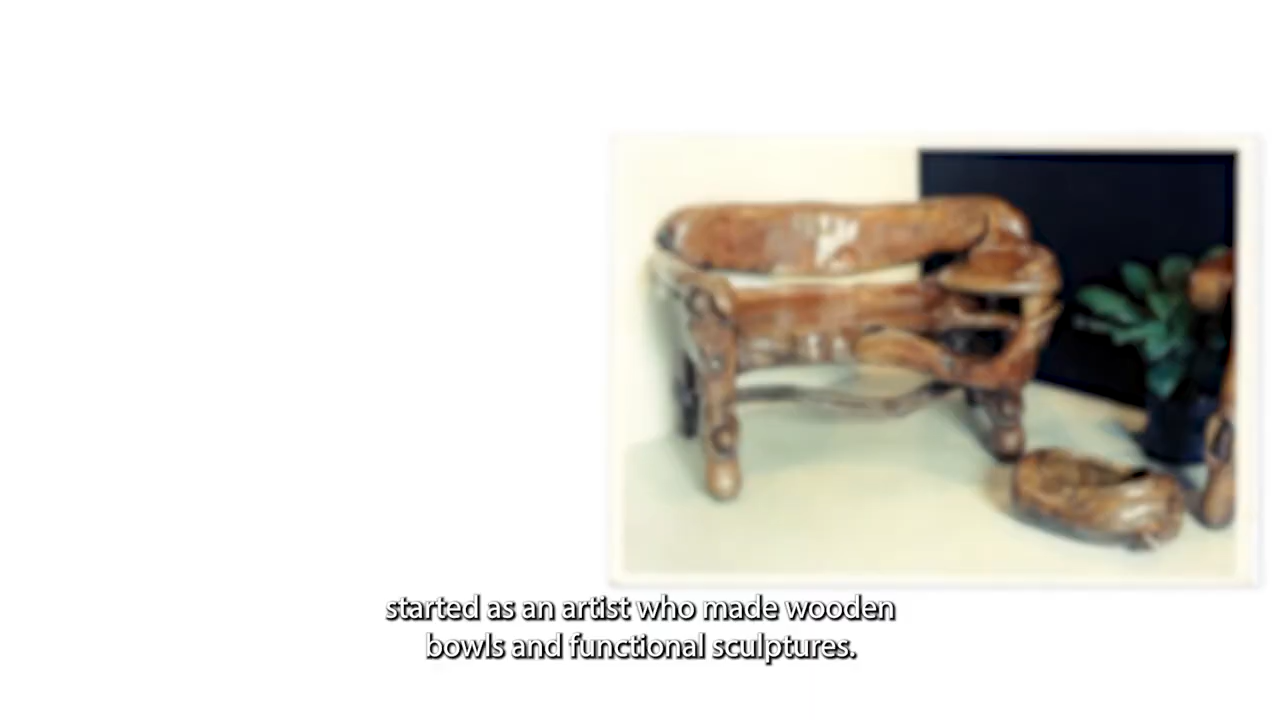 started as an artist who made wooden
bowls and functional sculptures.